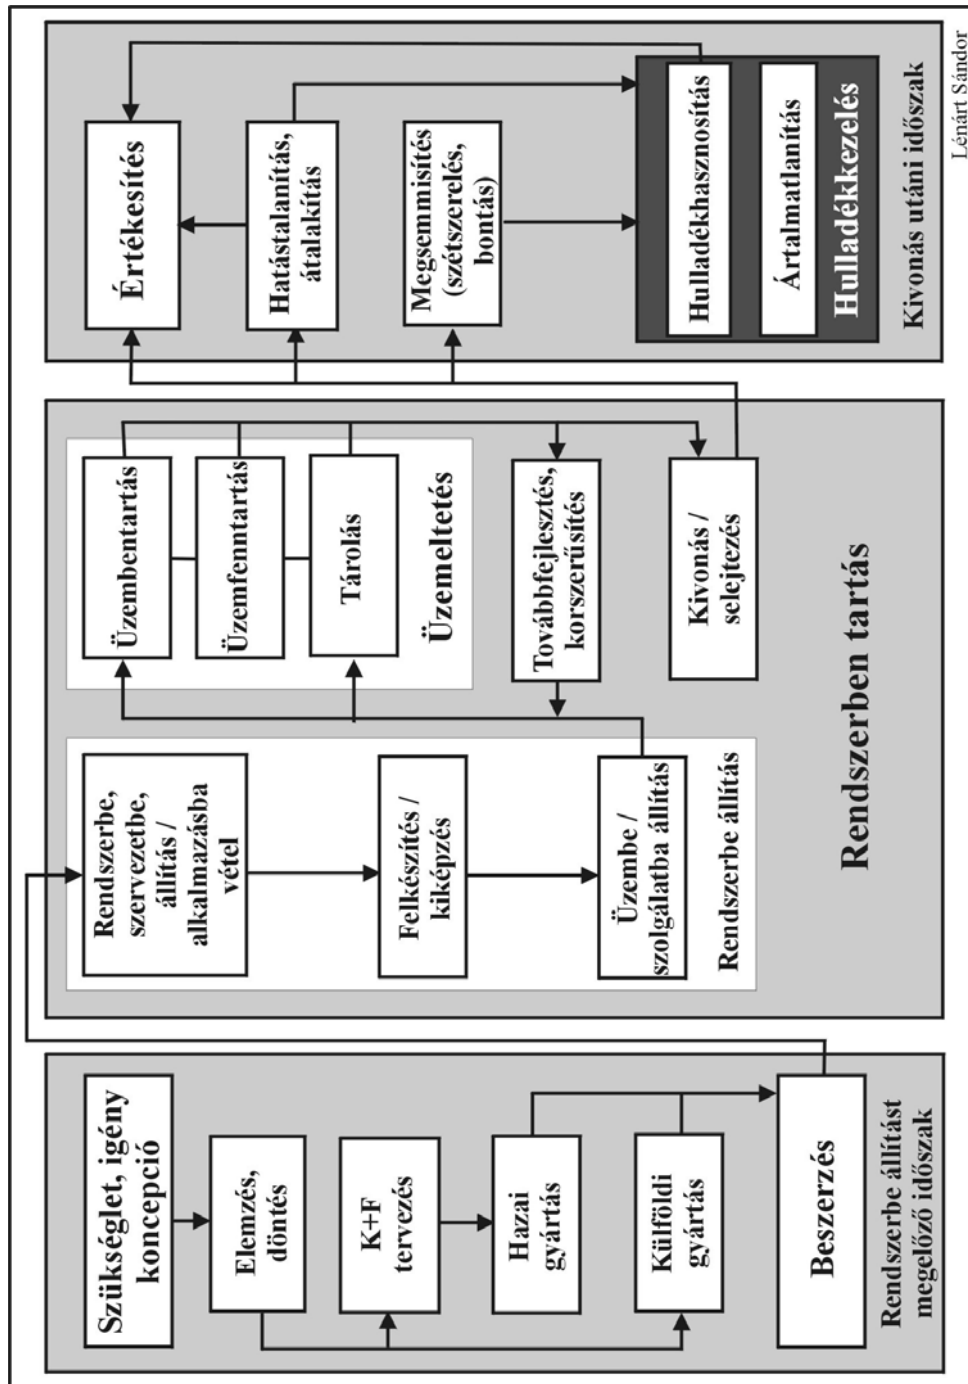 Szükséglet, igény
koncepció
Elemzés,
döntés
K+F
tervezés
Hazai
gyártás
Külföldi
gyártás
Beszerzés
Rendszerbe állítást
megelőző időszak
Rendszerbe,
szervezetbe,
állítás /
alkalmazásba
vétel
Felkészítés /
kiképzés
Üzembe /
szolgálatba állítás
Rendszerbe állítás
Üzembentartás
Üzemfenntartás
Tárolás
Üzemeltetés
Továbbfejlesztés,
korszerűsítés
Kivonás /
selejtezés
Rendszerben tartás
Értékesítés
Hatástalanítás,
átalakítás
Megsemmisítés
(szétszerelés,
bontás)
Hulladékhasznosítás
Ártalmatlanítás
Hulladékkezelés
Kivonás utáni időszak
Lénárt Sándor